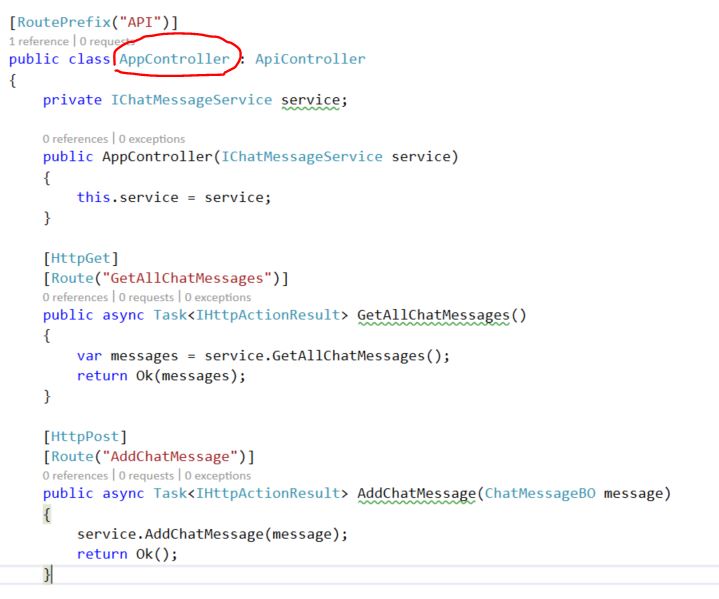 [RoutePrefix("API")]
1 reference | 0 requests
public class AppController : ApiController
{
private IChatMessageService service;
0 references | 0 exceptions
public AppController(IChatMessageService service)
{
this.service = service;
}
[HttpGet]
[Route("GetAllChatMessages")]
0 references | 0 requests | 0 exceptions
public async Task<IHttpActionResult> GetAllChatMessages()
{
var messages = service.GetAllChatMessages();
return Ok(messages);
}
[HttpPost]
[Route("AddChatMessage")]
0 references | 0 requests | 0 exceptions
public async Task<IHttpActionResult> AddChatMessage(ChatMessageBO message)
{
service.AddChatMessage(message);
return Ok();
}